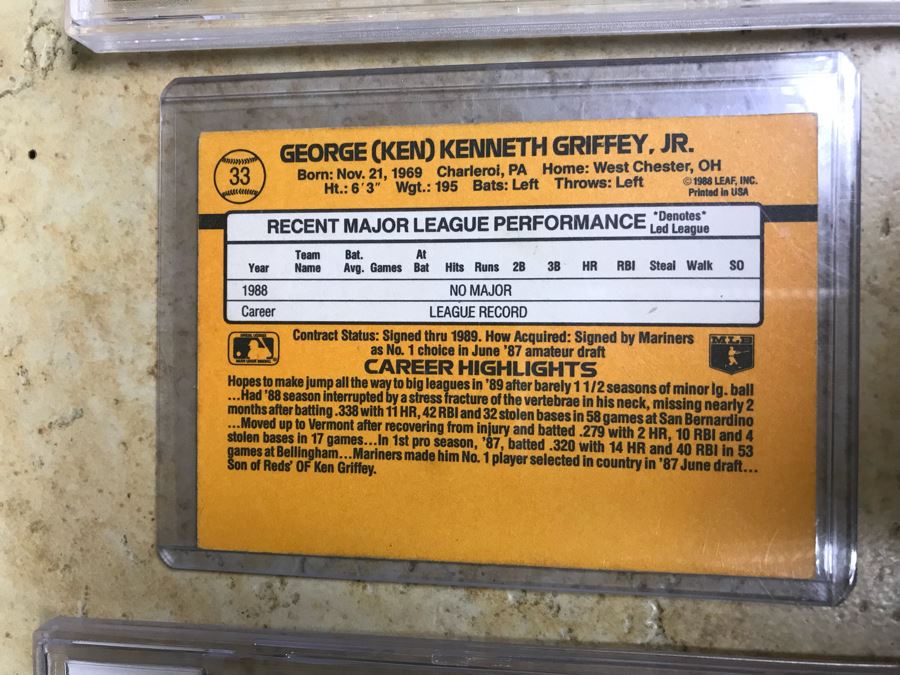 GEORGE (KEN) KENNETH GRIFFEY, JR.
33
Born: Nov. 21, 1969 Charleroi, PA Home: West Chester, OH
Ht.: 6'3" Wgt.: 195 Bats: Left Throws: Left
©1988 LEAF, INC.
Printed in USA
RECENT MAJOR LEAGUE PERFORMANCE
*Denotes*
Led League
Year Team Name Bat. Avg. Games At Bat Hits Runs 2B 3B HR RBI Steal Walk SO
1988 NO MAJOR
Career LEAGUE RECORD
Contract Status: Signed thru 1989. How Acquired: Signed by Mariners
as No. 1 choice in June '87 amateur draft
MLB
CAREER HIGHLIGHTS
Hopes to make jump all the way to big leagues in '89 after barely 1 1/2 seasons of minor lg. ball
...Had '88 season interrupted by a stress fracture of the vertebrae in his neck, missing nearly 2
months after batting .338 with 11 HR, 42 RBI and 32 stolen bases in 58 games at San Bernardino
...Moved up to Vermont after recovering from injury and batted .279 with 2 HR, 10 RBI and 4
stolen bases in 17 games...In 1st pro season, '87, batted .320 with 14 HR and 40 RBI in 53
games at Bellingham...Mariners made him No. 1 player selected in country in '87 June draft...
Son of Reds' OF Ken Griffey.